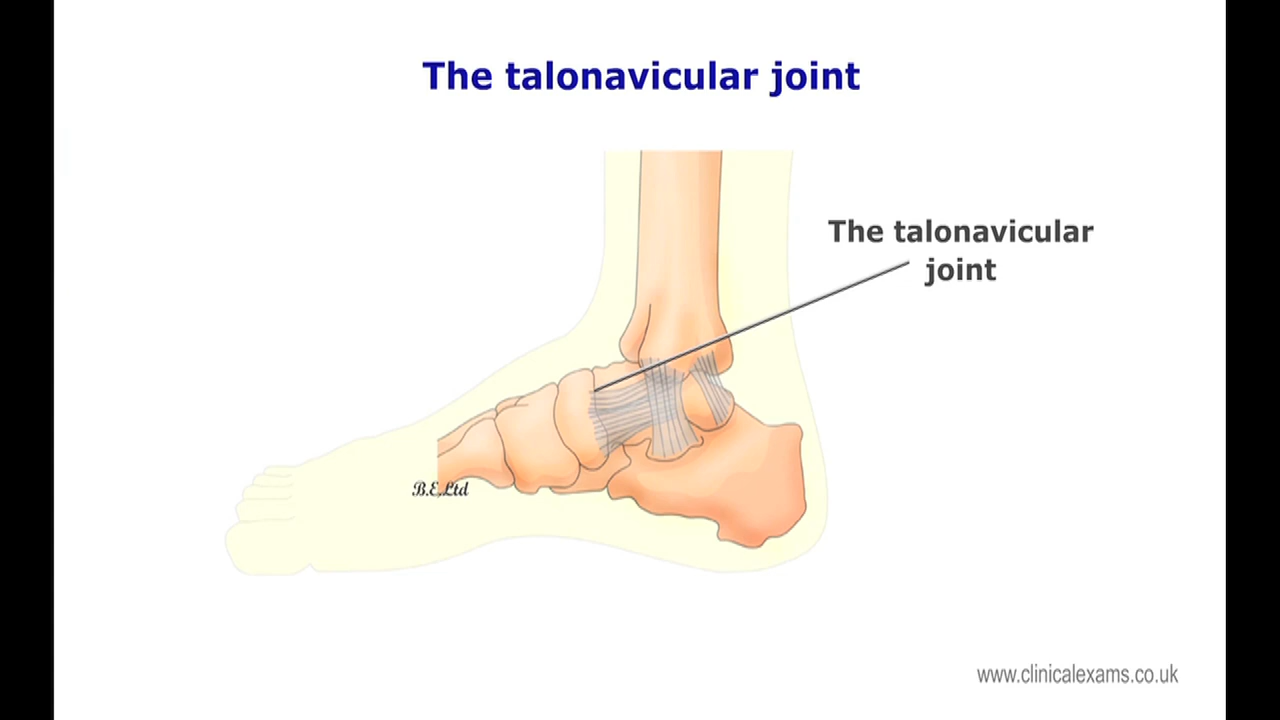 The talonavicular joint
The talonavicular
joint
B.E.Ltd
www.clinicalexams.co.uk